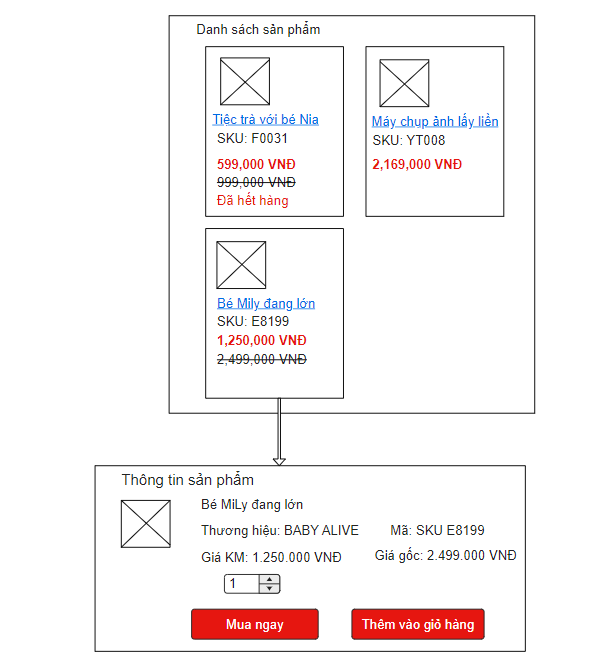 Danh sách sản phẩm
Tiệc trà với bé Nia
SKU: F0031
599,000 VNĐ
999,000 VNĐ
Đã hết hàng
Máy chụp ảnh lấy liền
SKU: YT008
2,169,000 VNĐ
Bé Mily đang lớn
SKU: E8199
1,250,000 VNĐ
2,499,000 VNĐ
Thông tin sản phẩm
Bé MiLy đang lớn
Thương hiệu: BABY ALIVE Mã: SKU E8199
Giá KM: 1.250.000 VNĐ Giá gốc: 2.499.000 VNĐ
1
Mua ngay Thêm vào giỏ hàng